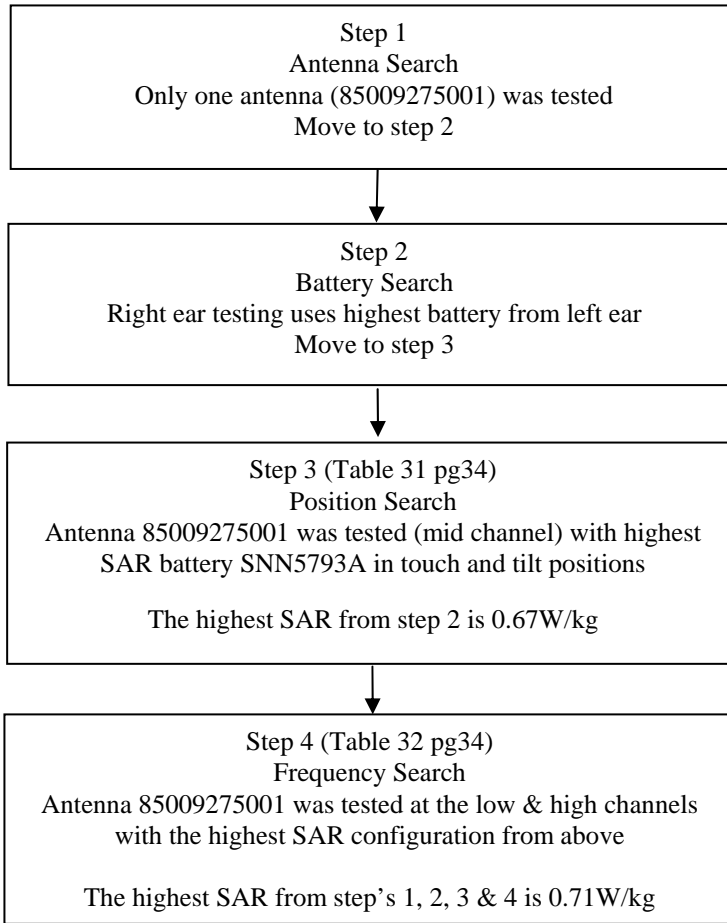 Step 1
Antenna Search
Only one antenna (85009275001) was tested
Move to step 2
Step 2
Battery Search
Right ear testing uses highest battery from left ear
Move to step 3
Step 3 (Table 31 pg34)
Position Search
Antenna 85009275001 was tested (mid channel) with highest
SAR battery SNN5793A in touch and tilt positions
The highest SAR from step 2 is 0.67W/kg
Step 4 (Table 32 pg34)
Frequency Search
Antenna 85009275001 was tested at the low & high channels
with the highest SAR configuration from above
The highest SAR from step’s 1, 2, 3 & 4 is 0.71W/kg